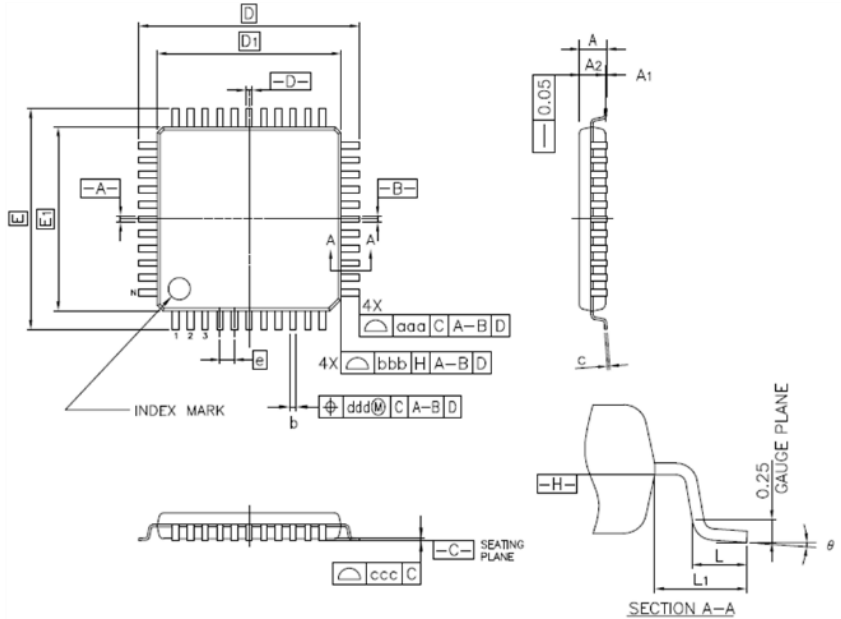 D
D1
-D-
A
A2
A1
— 0.05
-A-
-B-
E
E1
A A
N
1 2 3
e
4X
⌓ aaa C A-B D
4X ⌓ bbb H A-B D
⌖ ddd Ⓜ C A-B D
b
INDEX MARK
c
-H-
0.25
GAUGE PLANE
L
L1
θ
SECTION A-A
-C- SEATING
PLANE
⌓ ccc C